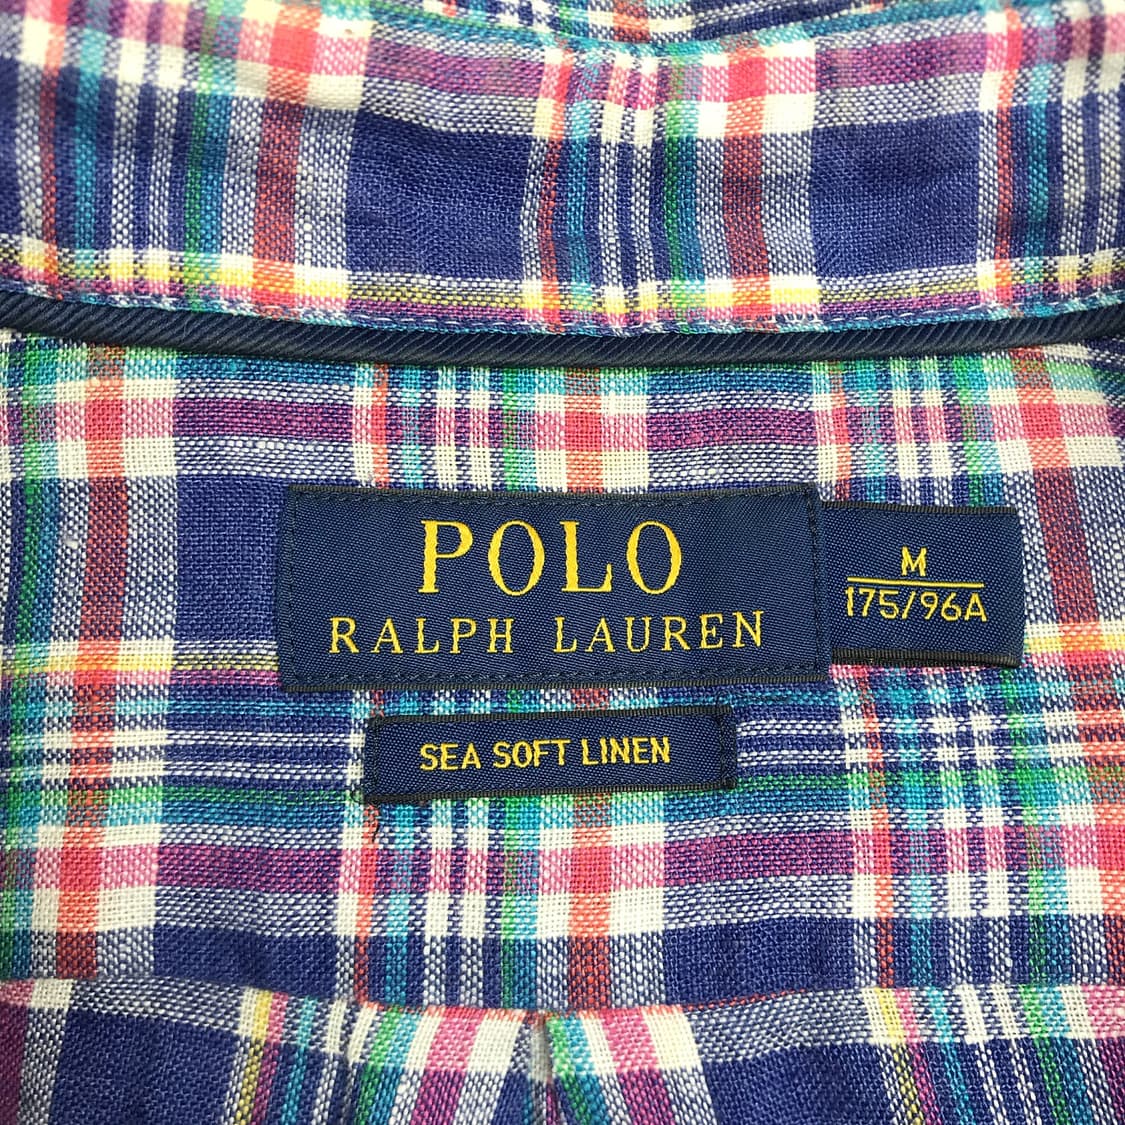 POLO
RALPH LAUREN
M
175/96A
SEA SOFT LINEN